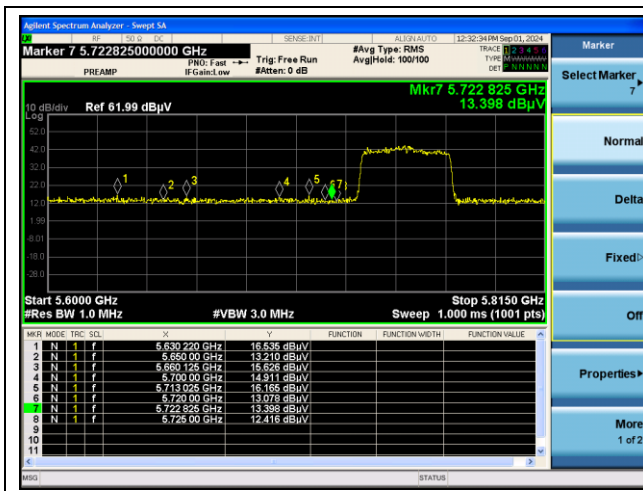 Agilent Spectrum Analyzer - Swept SA
RF 50 Ω DC SENSE:INT ALIGN AUTO 12:32:34 PM Sep 01, 2024
Marker 7 5.722825000000 GHz
PREAMP
PNO: Fast
IFGain:Low
Trig: Free Run
#Atten: 0 dB
#Avg Type: RMS
Avg|Hold: 100/100
TRACE 1 2 3 4 5 6
TYPE M
DET P N N N N N
Mkr7 5.722 825 GHz
13.398 dBµV
10 dB/div Ref 61.99 dBµV
Log
52.0
42.0
32.0
22.0
12.0
1.99
-8.01
-18.0
-28.0
1 2 3 4 5 6 7
Start 5.6000 GHz Stop 5.8150 GHz
#Res BW 1.0 MHz #VBW 3.0 MHz Sweep 1.000 ms (1001 pts)
MKR MODE TRC SCL X Y FUNCTION FUNCTION WIDTH FUNCTION VALUE
1 N 1 f 5.630 220 GHz 16.535 dBµV
2 N 1 f 5.650 00 GHz 13.210 dBµV
3 N 1 f 5.660 125 GHz 15.626 dBµV
4 N 1 f 5.700 00 GHz 14.911 dBµV
5 N 1 f 5.713 025 GHz 16.165 dBµV
6 N 1 f 5.720 00 GHz 13.078 dBµV
7 N 1 f 5.722 825 GHz 13.398 dBµV
8 N 1 f 5.725 00 GHz 12.416 dBµV
9
10
11
MSG STATUS
Marker
Select Marker
7
Normal
Delta
Fixed
Off
Properties
More
1 of 2